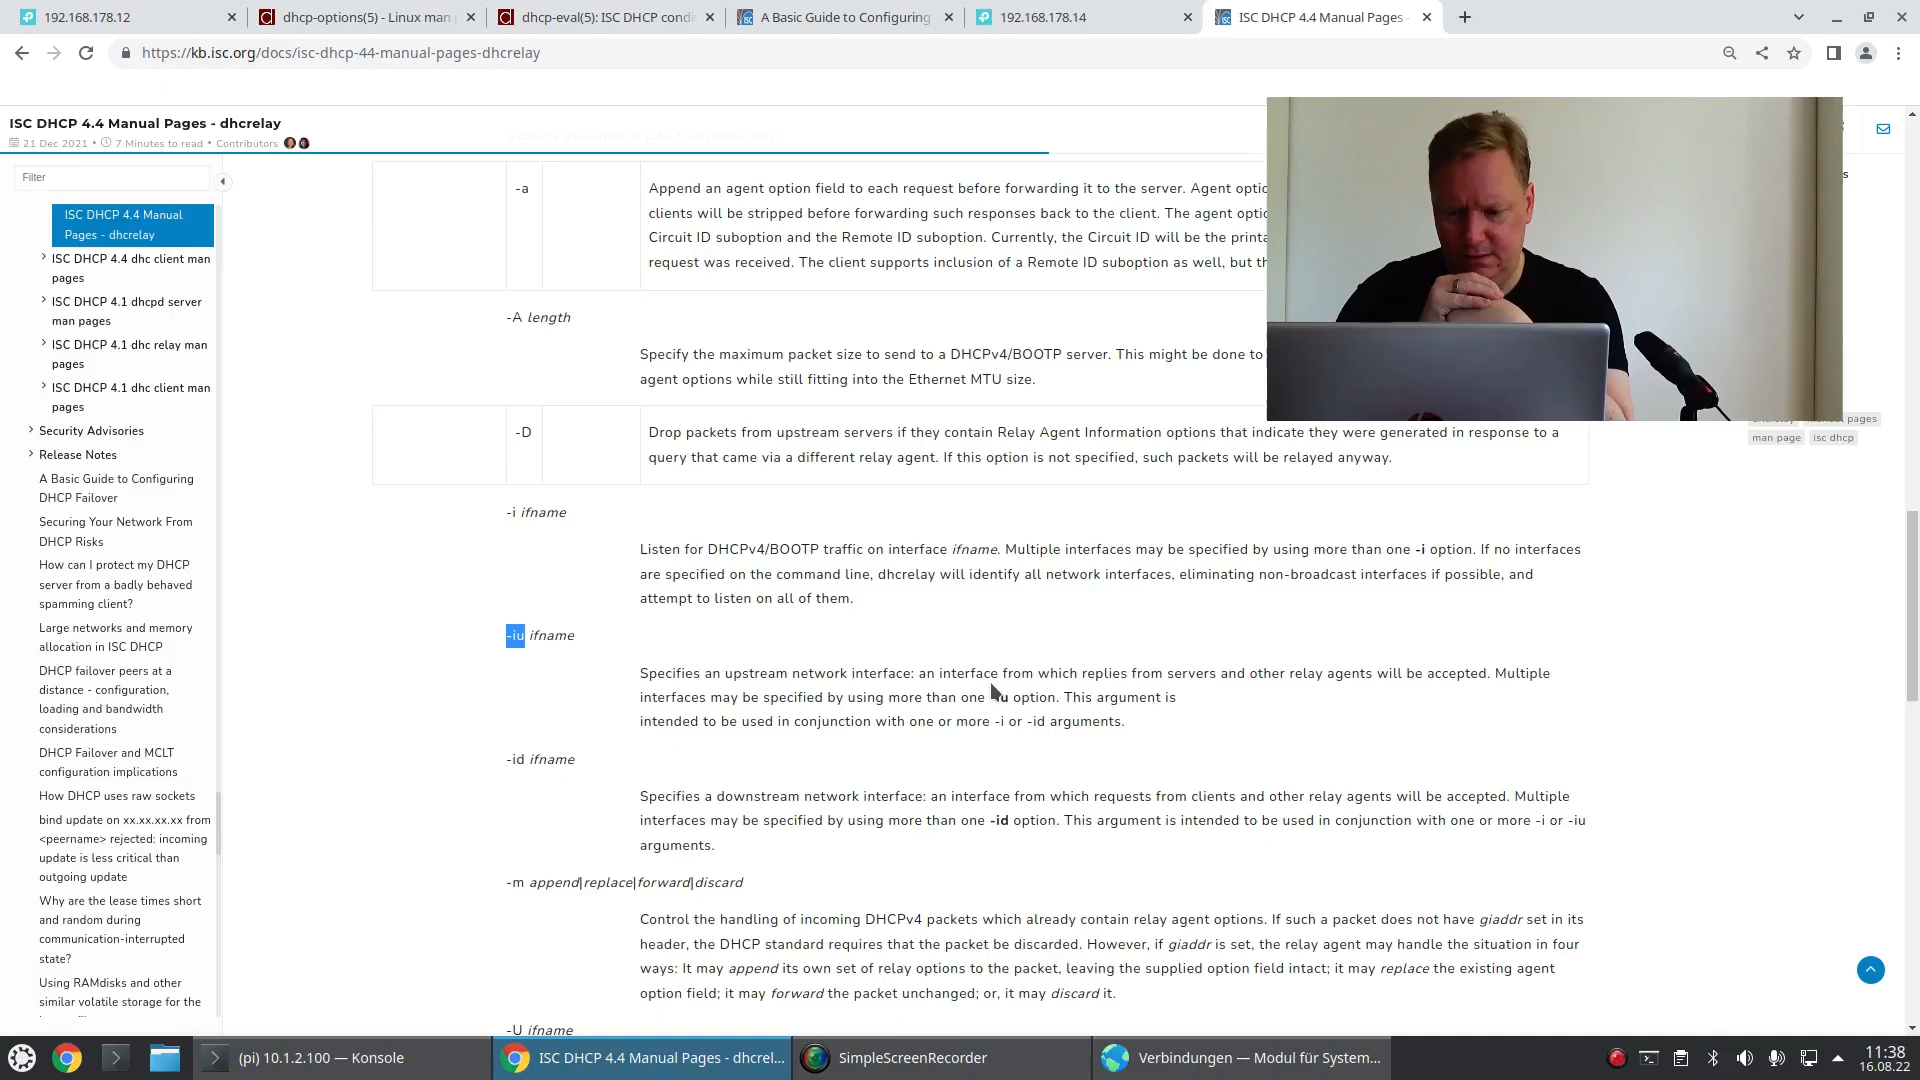 192.168.178.12
dhcp-options(5) - Linux man
dhcp-eval(5): ISC DHCP condi
A Basic Guide to Configuring
192.168.178.14
ISC DHCP 4.4 Manual Pages -
https://kb.isc.org/docs/isc-dhcp-44-manual-pages-dhcrelay
ISC DHCP 4.4 Manual Pages - dhcrelay
21 Dec 2021 • 7 Minutes to read • Contributors
Filter
ISC DHCP 4.4 Manual
Pages - dhcrelay
ISC DHCP 4.4 dhc client man
pages
ISC DHCP 4.1 dhcpd server
man pages
ISC DHCP 4.1 dhc relay man
pages
ISC DHCP 4.1 dhc client man
pages
Security Advisories
Release Notes
A Basic Guide to Configuring
DHCP Failover
Securing Your Network From
DHCP Risks
How can I protect my DHCP
server from a badly behaved
spamming client?
Large networks and memory
allocation in ISC DHCP
DHCP failover peers at a
distance - configuration,
loading and bandwidth
considerations
DHCP Failover and MCLT
configuration implications
How DHCP uses raw sockets
bind update on xx.xx.xx.xx from
<peername> rejected: incoming
update is less critical than
outgoing update
Why are the lease times short
and random during
communication-interrupted
state?
Using RAMdisks and other
similar volatile storage for the
-a
Append an agent option field to each request before forwarding it to the server. Agent optic
clients will be stripped before forwarding such responses back to the client. The agent optio
Circuit ID suboption and the Remote ID suboption. Currently, the Circuit ID will be the printa
request was received. The client supports inclusion of a Remote ID suboption as well, but th
-A length
Specify the maximum packet size to send to a DHCPv4/BOOTP server. This might be done to
agent options while still fitting into the Ethernet MTU size.
-D
Drop packets from upstream servers if they contain Relay Agent Information options that indicate they were generated in response to a
query that came via a different relay agent. If this option is not specified, such packets will be relayed anyway.
-i ifname
Listen for DHCPv4/BOOTP traffic on interface ifname. Multiple interfaces may be specified by using more than one -i option. If no interfaces
are specified on the command line, dhcrelay will identify all network interfaces, eliminating non-broadcast interfaces if possible, and
attempt to listen on all of them.
-iu ifname
Specifies an upstream network interface: an interface from which replies from servers and other relay agents will be accepted. Multiple
interfaces may be specified by using more than one -iu option. This argument is
intended to be used in conjunction with one or more -i or -id arguments.
-id ifname
Specifies a downstream network interface: an interface from which requests from clients and other relay agents will be accepted. Multiple
interfaces may be specified by using more than one -id option. This argument is intended to be used in conjunction with one or more -i or -iu
arguments.
-m append|replace|forward|discard
Control the handling of incoming DHCPv4 packets which already contain relay agent options. If such a packet does not have giaddr set in its
header, the DHCP standard requires that the packet be discarded. However, if giaddr is set, the relay agent may handle the situation in four
ways: It may append its own set of relay options to the packet, leaving the supplied option field intact; it may replace the existing agent
option field; it may forward the packet unchanged; or, it may discard it.
-U ifname
pages
man page
isc dhcp
(pi) 10.1.2.100 — Konsole
ISC DHCP 4.4 Manual Pages - dhcrel...
SimpleScreenRecorder
Verbindungen — Modul für System...
11:38
16.08.22